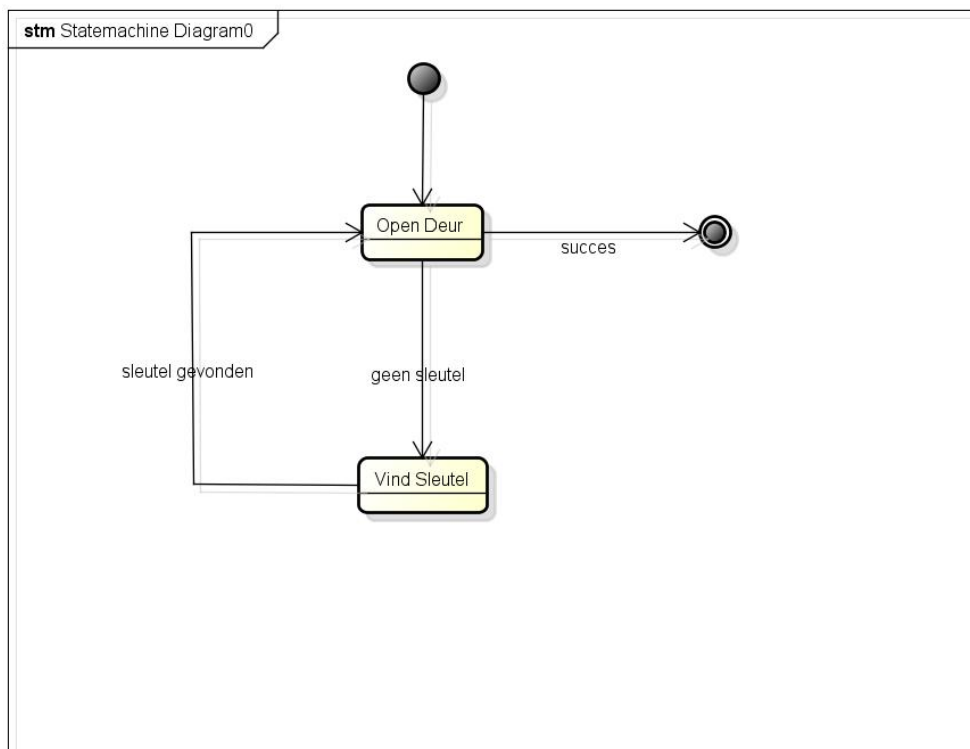 stm Statemachine Diagram0
Open Deur
succes
sleutel gevonden
geen sleutel
Vind Sleutel